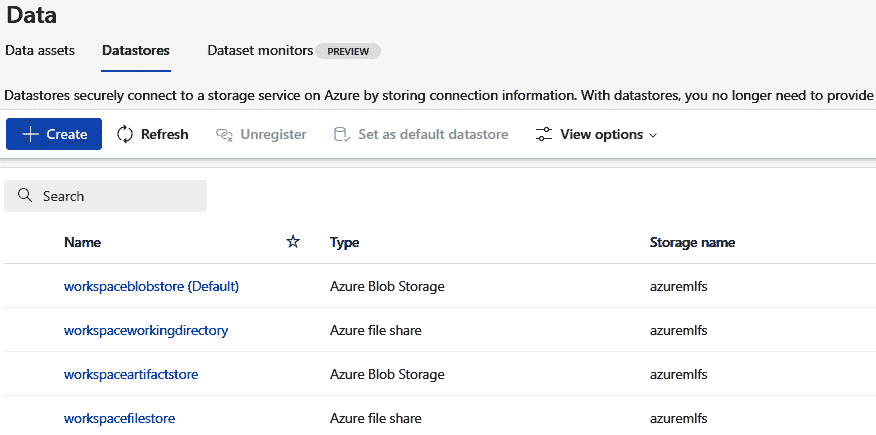 Data
Data assets Datastores Dataset monitors PREVIEW
Datastores securely connect to a storage service on Azure by storing connection information. With datastores, you no longer need to provide
Create Refresh Unregister Set as default datastore View options
Search
Name Type Storage name
workspaceblobstore (Default) Azure Blob Storage azuremlfs
workspaceworkingdirectory Azure file share azuremlfs
workspaceartifactstore Azure Blob Storage azuremlfs
workspacefilestore Azure file share azuremlfs